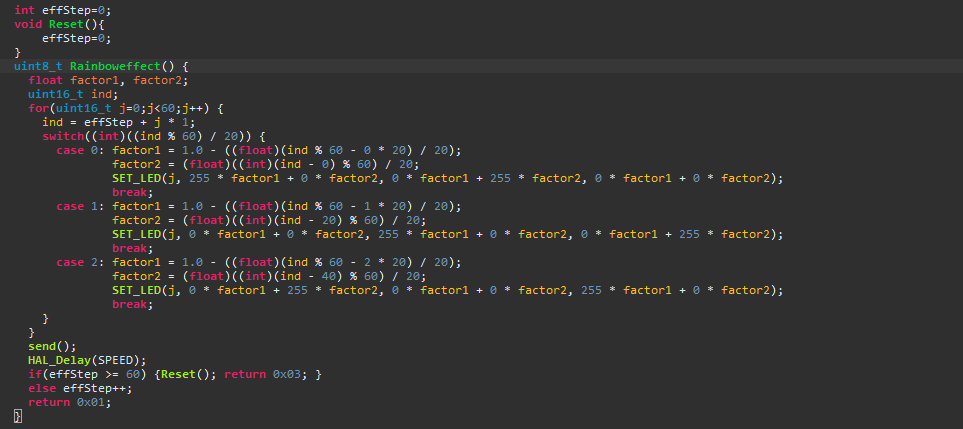 int effStep=0;
void Reset(){
    effStep=0;
}
uint8_t Rainboweffect() {
  float factor1, factor2;
  uint16_t ind;
  for(uint16_t j=0;j<60;j++) {
    ind = effStep + j * 1;
    switch((int)((ind % 60) / 20)) {
      case 0: factor1 = 1.0 - ((float)(ind % 60 - 0 * 20) / 20);
              factor2 = (float)((int)(ind - 0) % 60) / 20;
              SET_LED(j, 255 * factor1 + 0 * factor2, 0 * factor1 + 255 * factor2, 0 * factor1 + 0 * factor2);
              break;
      case 1: factor1 = 1.0 - ((float)(ind % 60 - 1 * 20) / 20);
              factor2 = (float)((int)(ind - 20) % 60) / 20;
              SET_LED(j, 0 * factor1 + 0 * factor2, 255 * factor1 + 0 * factor2, 0 * factor1 + 255 * factor2);
              break;
      case 2: factor1 = 1.0 - ((float)(ind % 60 - 2 * 20) / 20);
              factor2 = (float)((int)(ind - 40) % 60) / 20;
              SET_LED(j, 0 * factor1 + 255 * factor2, 0 * factor1 + 0 * factor2, 255 * factor1 + 0 * factor2);
              break;
    }
  }
  send();
  HAL_Delay(SPEED);
  if(effStep >= 60) {Reset(); return 0x03; }
  else effStep++;
  return 0x01;
}